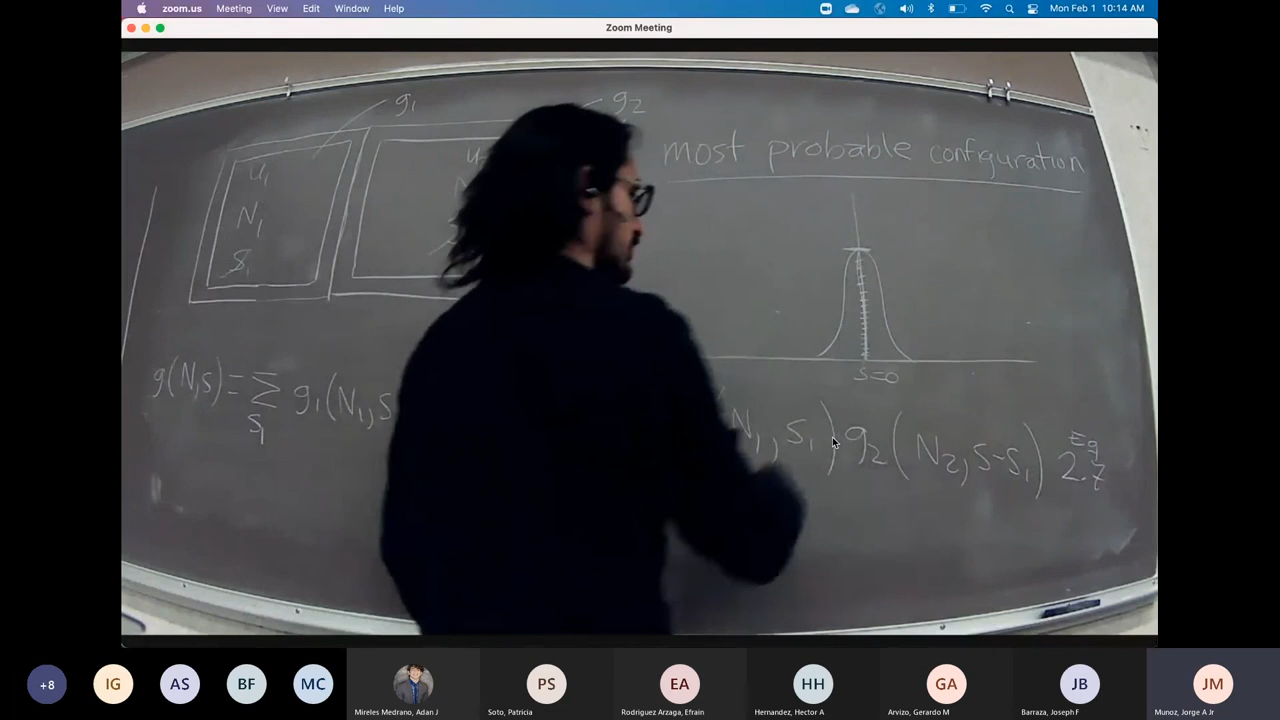 zoom.us Meeting View Edit Window Help Mon Feb 1 10:14 AM
Zoom Meeting
g1 g2
most probable configuration
u1 u
N1
S1
s=0
g(N,s)= Σ g1(N1,s
S1
N1,s1) g2(N2,s-s1) Eq 2.7
+8 IG AS BF MC PS EA HH GA JB JM
Mireles Medrano, Adan J Soto, Patricia Rodriguez Arzaga, Efrain Hernandez, Hector A Arvizo, Gerardo M Barraza, Joseph F Munoz, Jorge A Jr